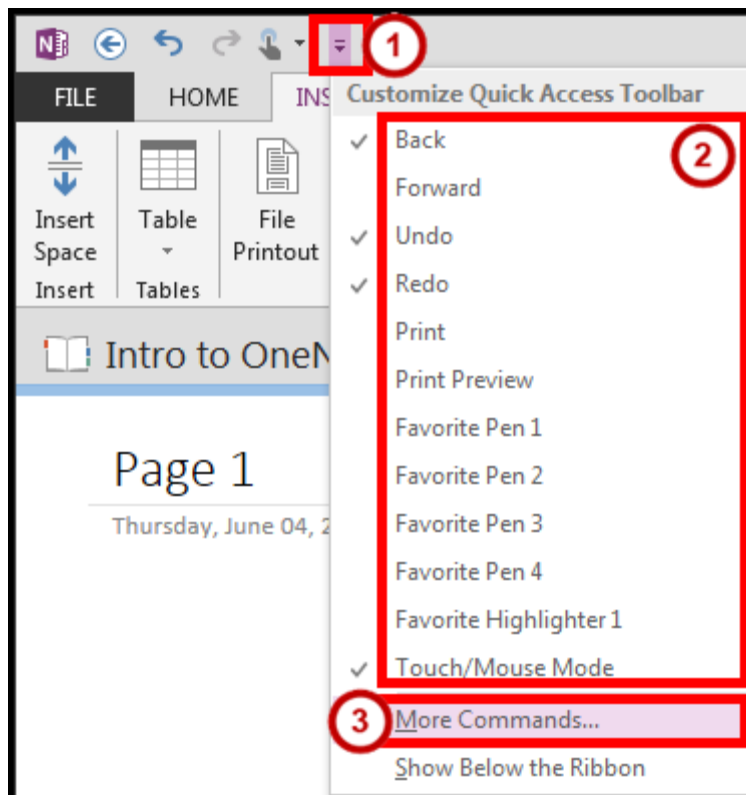 N
1
FILE HOME INS
Customize Quick Access Toolbar
Back
2
Forward
Undo
Redo
Print
Print Preview
Favorite Pen 1
Favorite Pen 2
Favorite Pen 3
Favorite Pen 4
Favorite Highlighter 1
Touch/Mouse Mode
3
More Commands...
Show Below the Ribbon
Insert Space
Table
File Printout
Insert
Tables
Intro to OneN
Page 1
Thursday, June 04, 2